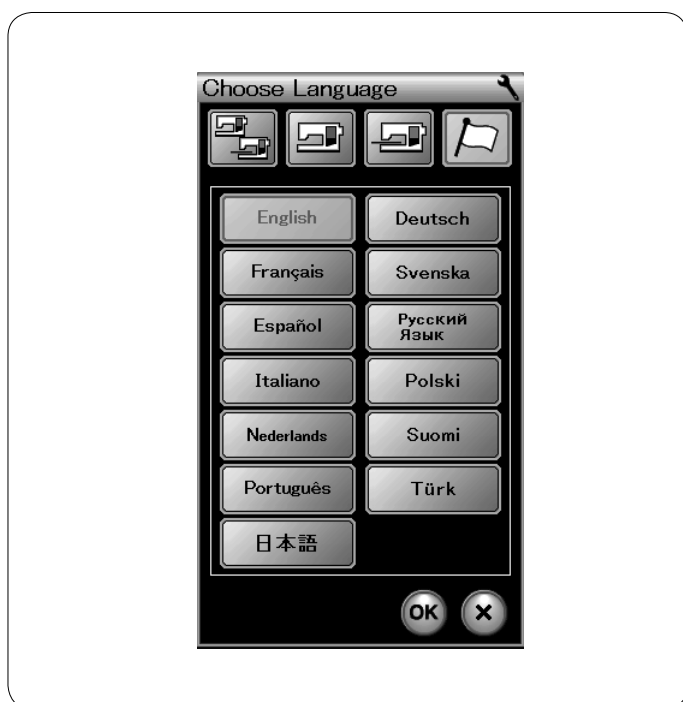 Choose Language
English
Deutsch
Français
Svenska
Español
Русский
Язык
Italiano
Polski
Nederlands
Suomi
Português
Türk
日本語
OK